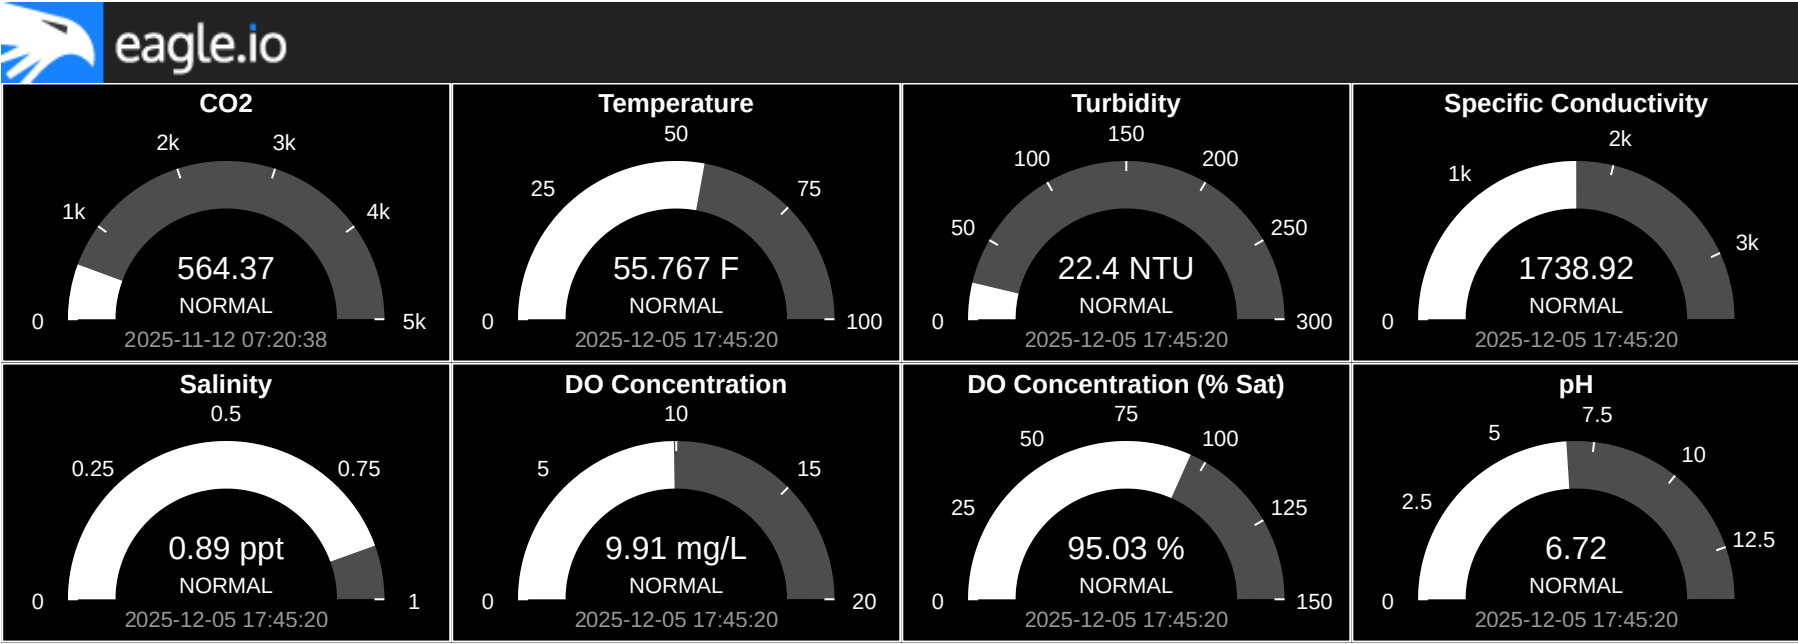 eagle.io
CO2
0
1k
2k
3k
4k
5k
564.37
NORMAL
2025-11-12 07:20:38
Temperature
0
25
50
75
100
55.767 F
NORMAL
2025-12-05 17:45:20
Turbidity
0
50
100
150
200
250
300
22.4 NTU
NORMAL
2025-12-05 17:45:20
Specific Conductivity
0
1k
2k
3k
1738.92
NORMAL
2025-12-05 17:45:20
Salinity
0
0.25
0.5
0.75
1
0.89 ppt
NORMAL
2025-12-05 17:45:20
DO Concentration
0
5
10
15
20
9.91 mg/L
NORMAL
2025-12-05 17:45:20
DO Concentration (% Sat)
0
25
50
75
100
125
150
95.03 %
NORMAL
2025-12-05 17:45:20
pH
0
2.5
5
7.5
10
12.5
6.72
NORMAL
2025-12-05 17:45:20